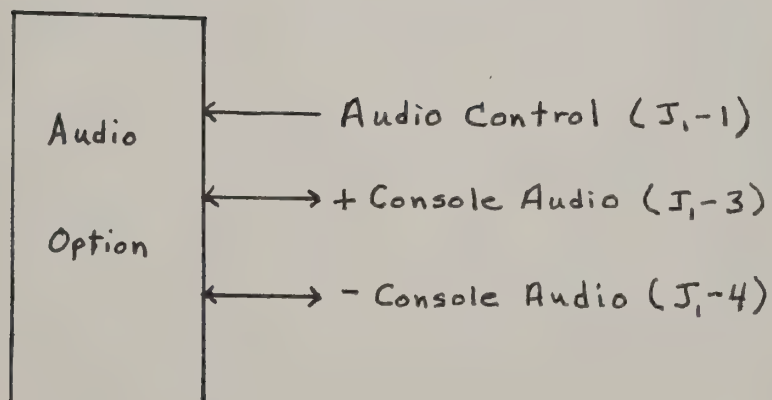 Audio
Option
Audio Control (J₁-1)
+ Console Audio (J₁-3)
- Console Audio (J₁-4)